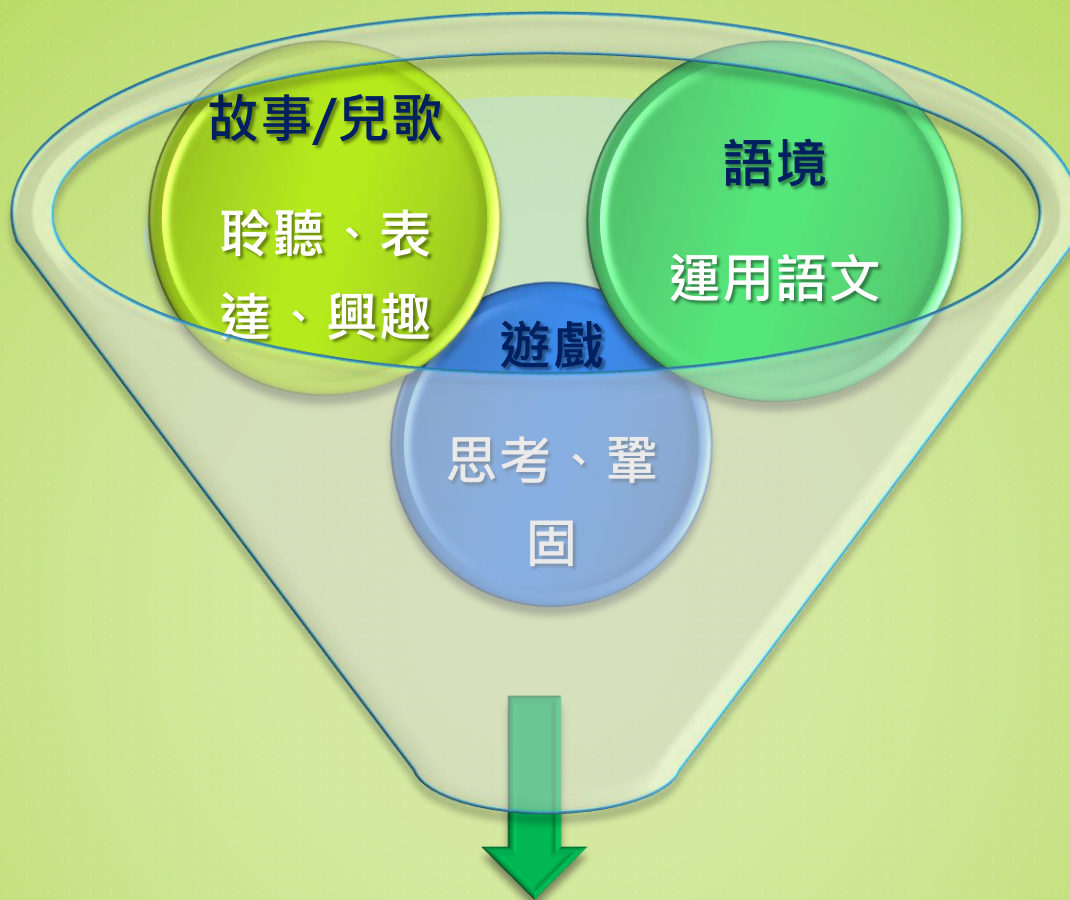 故事/兒歌
聆聽、表
達、興趣
語境
運用語文
遊戲
思考、鞏
固